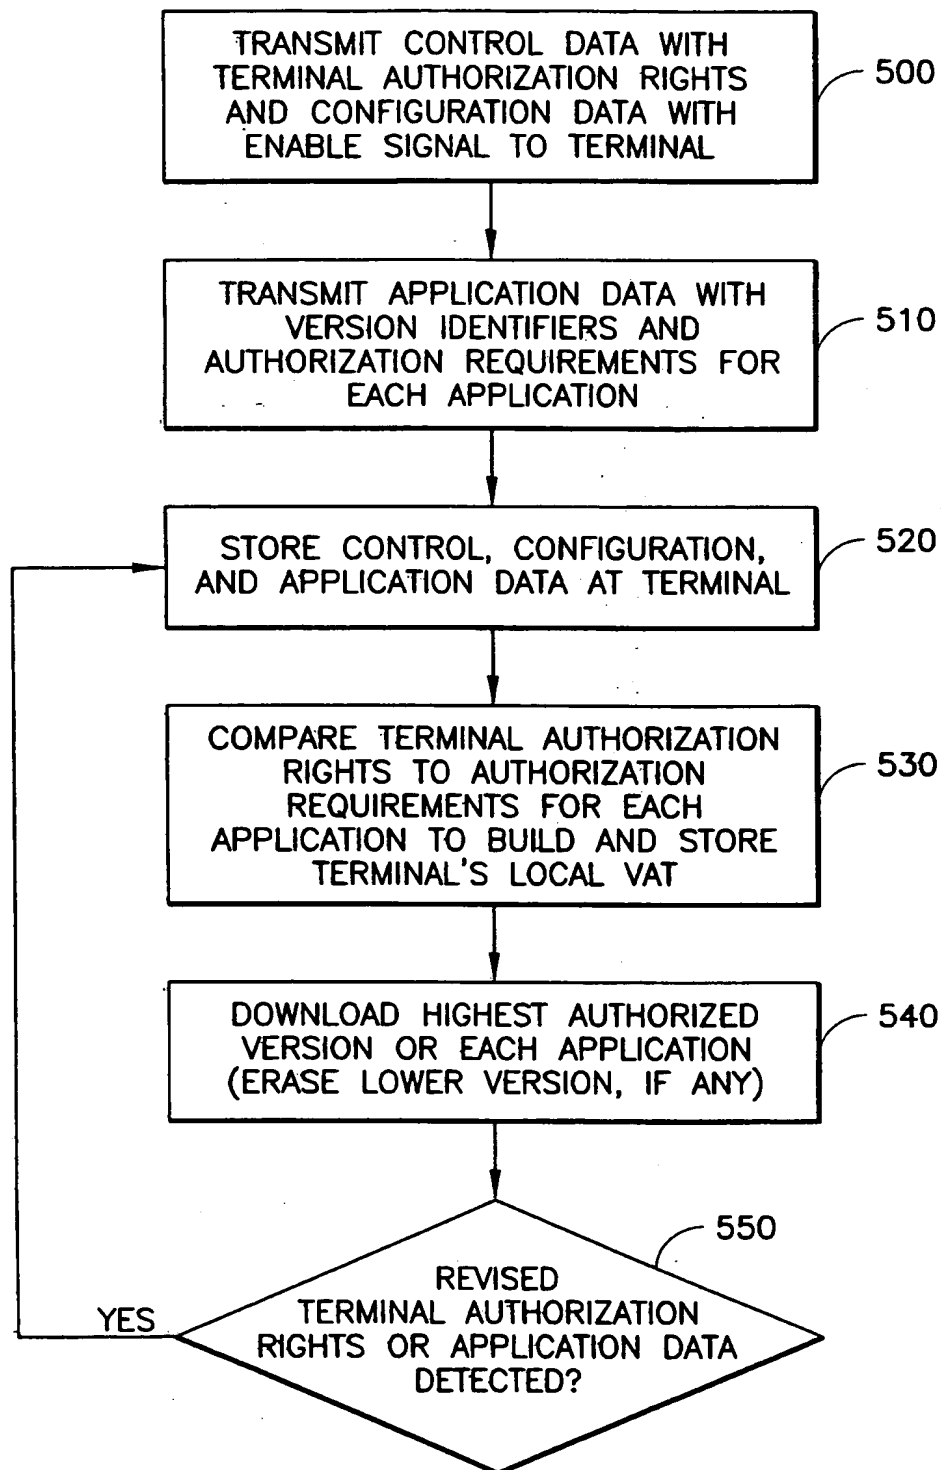 TRANSMIT CONTROL DATA WITH
TERMINAL AUTHORIZATION RIGHTS
AND CONFIGURATION DATA WITH
ENABLE SIGNAL TO TERMINAL
500
TRANSMIT APPLICATION DATA WITH
VERSION IDENTIFIERS AND
AUTHORIZATION REQUIREMENTS FOR
EACH APPLICATION
510
STORE CONTROL, CONFIGURATION,
AND APPLICATION DATA AT TERMINAL
520
COMPARE TERMINAL AUTHORIZATION
RIGHTS TO AUTHORIZATION
REQUIREMENTS FOR EACH
APPLICATION TO BUILD AND STORE
TERMINAL'S LOCAL VAT
530
DOWNLOAD HIGHEST AUTHORIZED
VERSION OR EACH APPLICATION
(ERASE LOWER VERSION, IF ANY)
540
550
REVISED
TERMINAL AUTHORIZATION
RIGHTS OR APPLICATION DATA
DETECTED?
YES